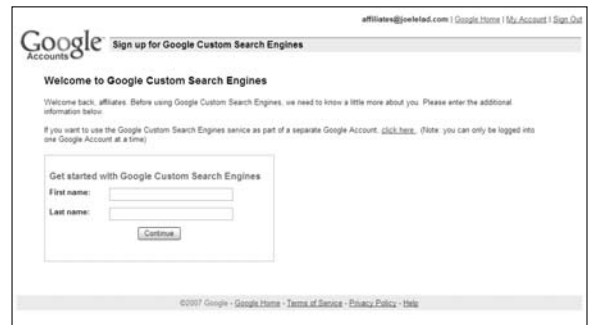 affiliates@joelelad.com | Google Home | My Account | Sign Out
Google
Accounts
Sign up for Google Custom Search Engines
Welcome to Google Custom Search Engines
Welcome back, affiliates. Before using Google Custom Search Engines, we need to know a little more about you. Please enter the additional
information below.
If you want to use the Google Custom Search Engines service as part of a separate Google Account, click here. (Note: you can only be logged into
one Google Account at a time)
Get started with Google Custom Search Engines
First name:
Last name:
Continue
©2007 Google - Google Home - Terms of Service - Privacy Policy - Help